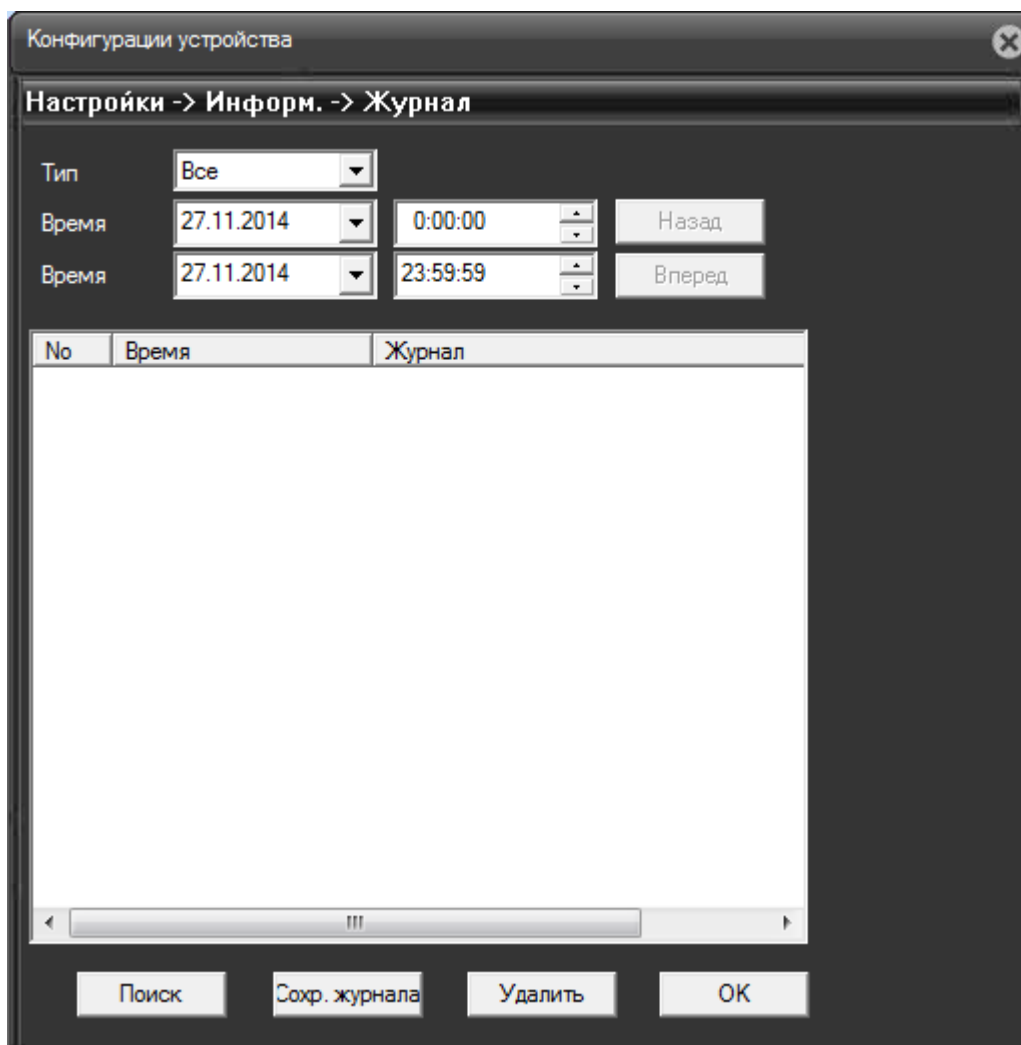 Конфигурации устройства
Настройки -> Информ. -> Журнал
Тип Все
Время 27.11.2014 0:00:00 Назад
Время 27.11.2014 23:59:59 Вперед
No Время Журнал
Поиск Сохр. журнала Удалить OK